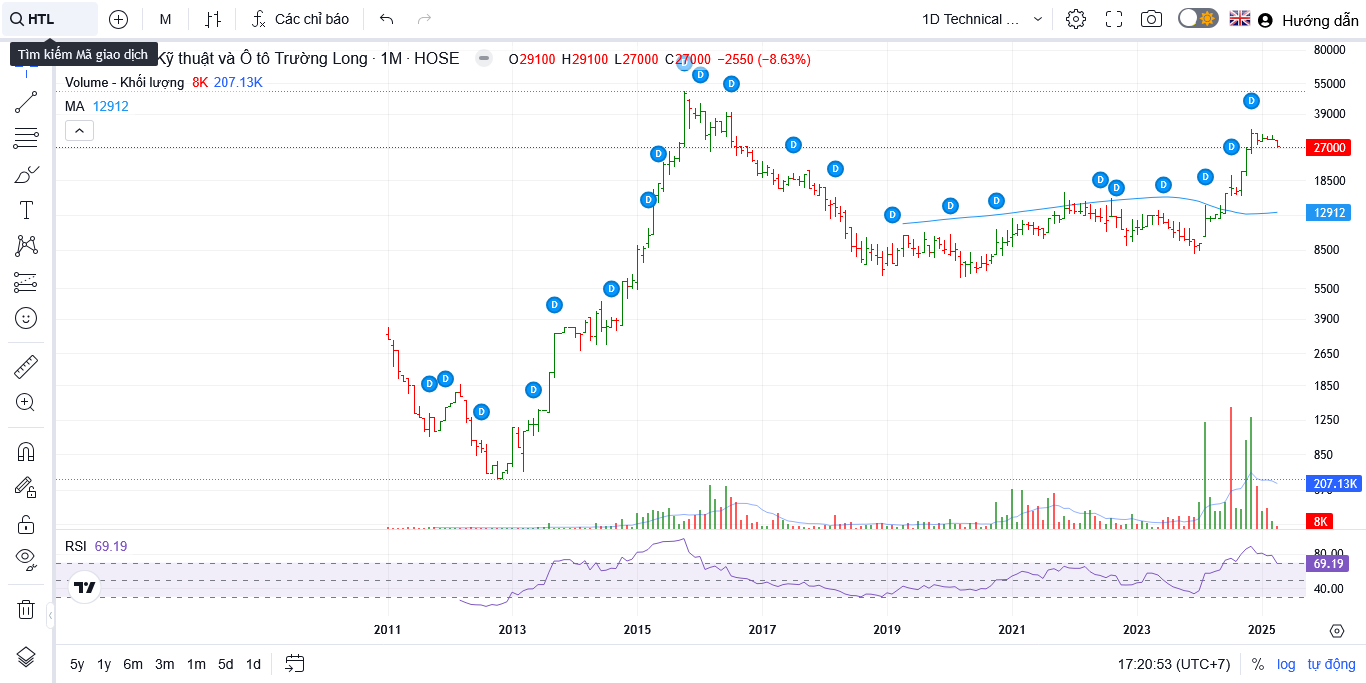 HTL
M
Các chỉ báo
1D Technical ...
Hướng dẫn
Tìm kiếm Mã giao dịch
Kỹ thuật và Ô tô Trường Long · 1M · HOSE
O29100 H29100 L27000 C27000 −2550 (−8.63%)
Volume - Khối lượng 8K 207.13K
MA 12912
D D D D D D D D D D D D D D D D D D D D D D D
80000
55000
39000
27000
18500
12912
8500
5500
3900
2650
1850
1250
850
207.13K
8K
RSI 69.19
80.00
69.19
40.00
2011 2013 2015 2017 2019 2021 2023 2025
5y 1y 6m 3m 1m 5d 1d
17:20:53 (UTC+7) % log tự động